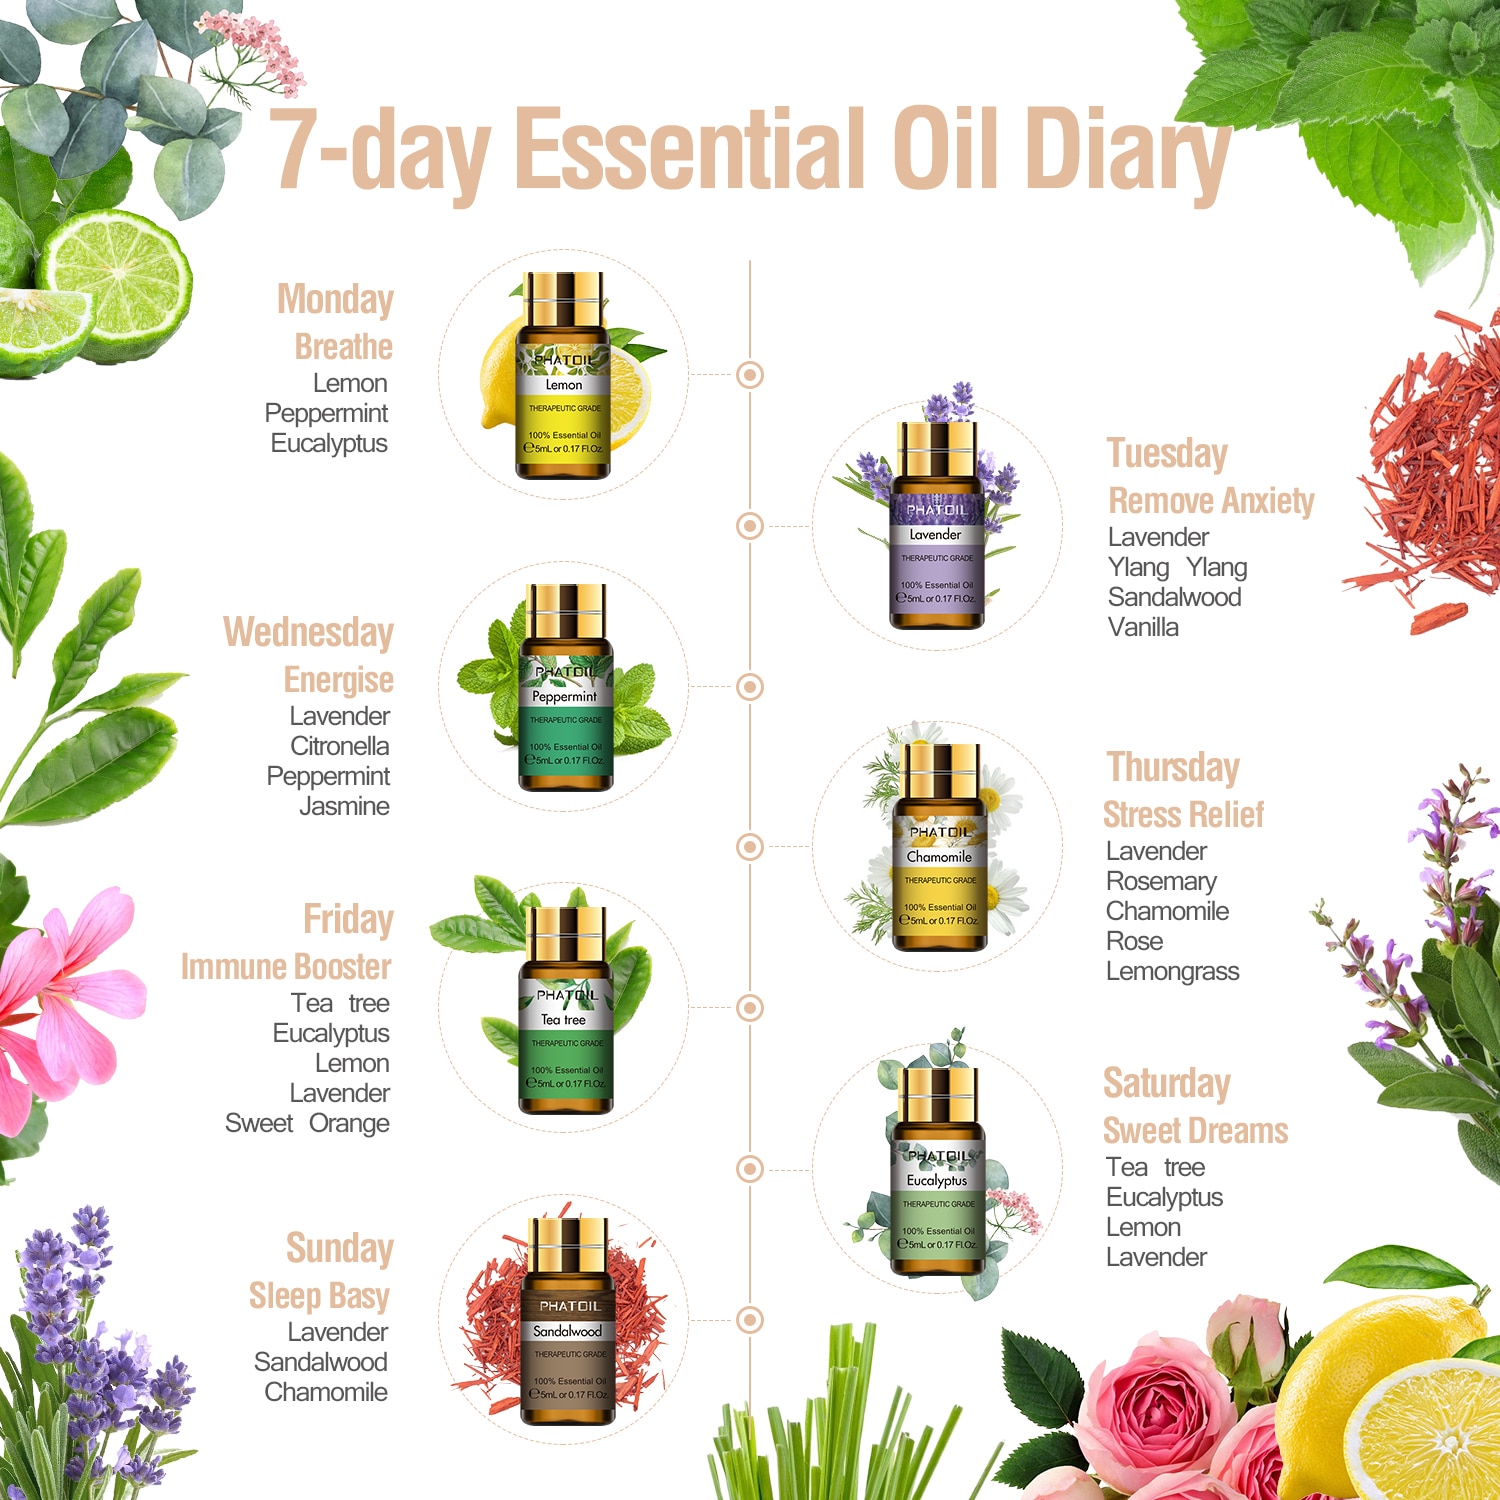 7-day Essential Oil Diary
Monday
Breathe
Lemon
Peppermint
Eucalyptus
PHATOIL
Lemon
THERAPEUTIC GRADE
100% Essential Oil
℮5mL or 0.17 Fl.Oz.
Tuesday
Remove Anxiety
Lavender
Ylang Ylang
Sandalwood
Vanilla
PHATOIL
Lavender
THERAPEUTIC GRADE
100% Essential Oil
℮5mL or 0.17 Fl.Oz.
Wednesday
Energise
Lavender
Citronella
Peppermint
Jasmine
PHATOIL
Peppermint
THERAPEUTIC GRADE
100% Essential Oil
℮5mL or 0.17 Fl.Oz.
Thursday
Stress Relief
Lavender
Rosemary
Chamomile
Rose
Lemongrass
PHATOIL
Chamomile
THERAPEUTIC GRADE
100% Essential Oil
℮5mL or 0.17 Fl.Oz.
Friday
Immune Booster
Tea tree
Eucalyptus
Lemon
Lavender
Sweet Orange
PHATOIL
Tea tree
THERAPEUTIC GRADE
100% Essential Oil
℮5mL or 0.17 Fl.Oz.
Saturday
Sweet Dreams
Tea tree
Eucalyptus
Lemon
Lavender
PHATOIL
Eucalyptus
THERAPEUTIC GRADE
100% Essential Oil
℮5mL or 0.17 Fl.Oz.
Sunday
Sleep Basy
Lavender
Sandalwood
Chamomile
PHATOIL
Sandalwood
THERAPEUTIC GRADE
100% Essential Oil
℮5mL or 0.17 Fl.Oz.